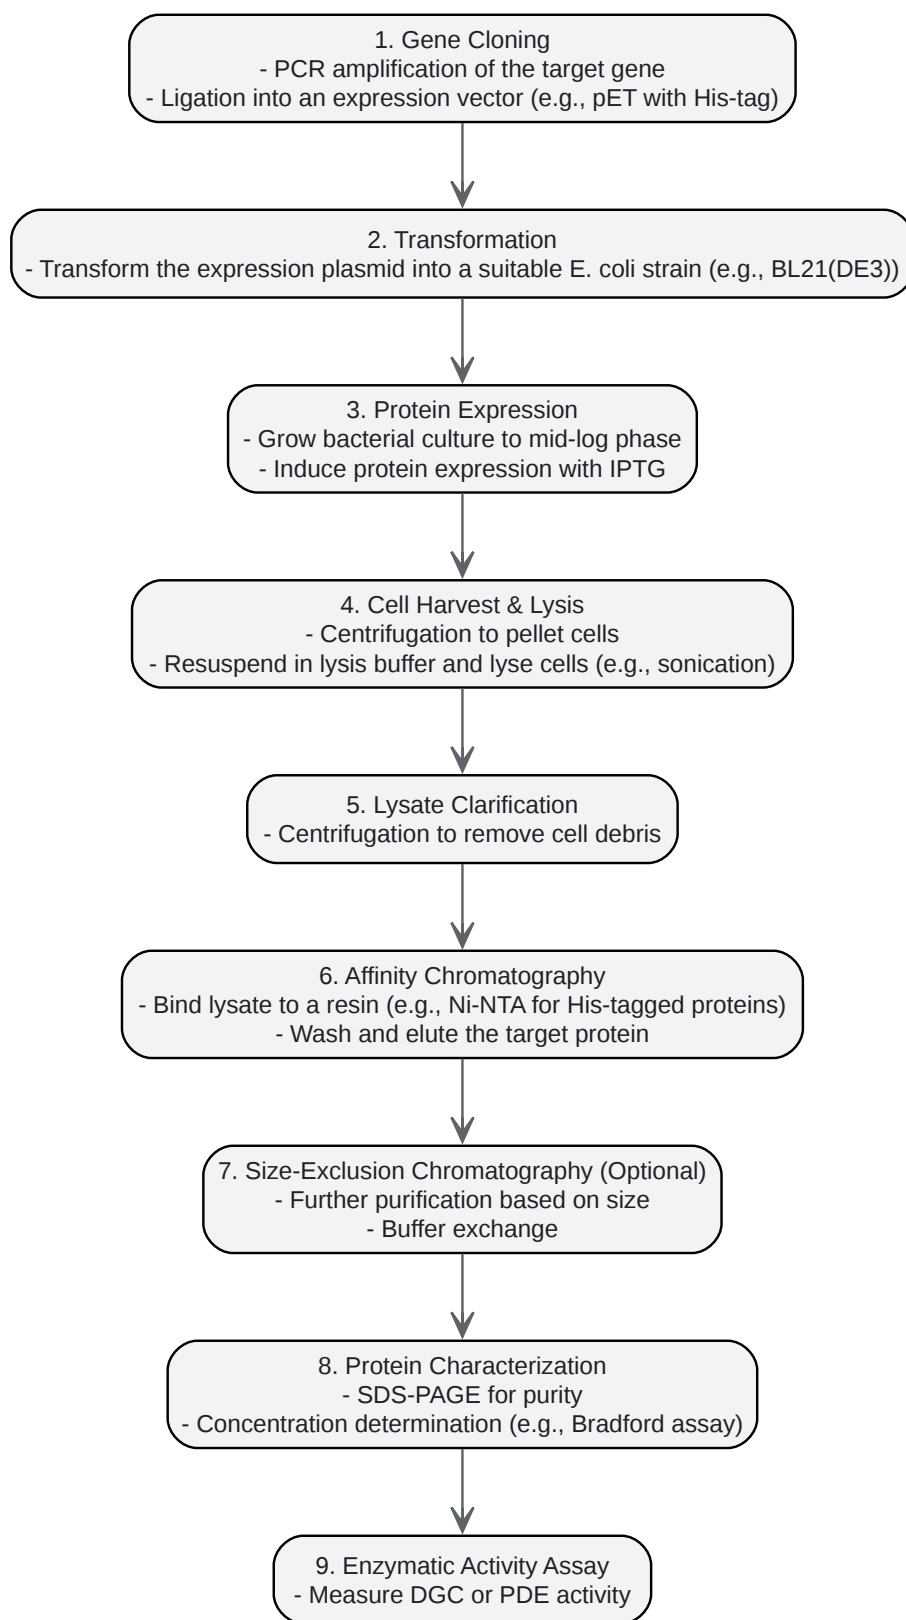 1. Gene Cloning
- PCR amplification of the target gene
- Ligation into an expression vector (e.g., pET with His-tag)
2. Transformation
- Transform the expression plasmid into a suitable E. coli strain (e.g., BL21(DE3))
3. Protein Expression
- Grow bacterial culture to mid-log phase
- Induce protein expression with IPTG
4. Cell Harvest & Lysis
- Centrifugation to pellet cells
- Resuspend in lysis buffer and lyse cells (e.g., sonication)
5. Lysate Clarification
- Centrifugation to remove cell debris
6. Affinity Chromatography
- Bind lysate to a resin (e.g., Ni-NTA for His-tagged proteins)
- Wash and elute the target protein
7. Size-Exclusion Chromatography (Optional)
- Further purification based on size
- Buffer exchange
8. Protein Characterization
- SDS-PAGE for purity
- Concentration determination (e.g., Bradford assay)
9. Enzymatic Activity Assay
- Measure DGC or PDE activity